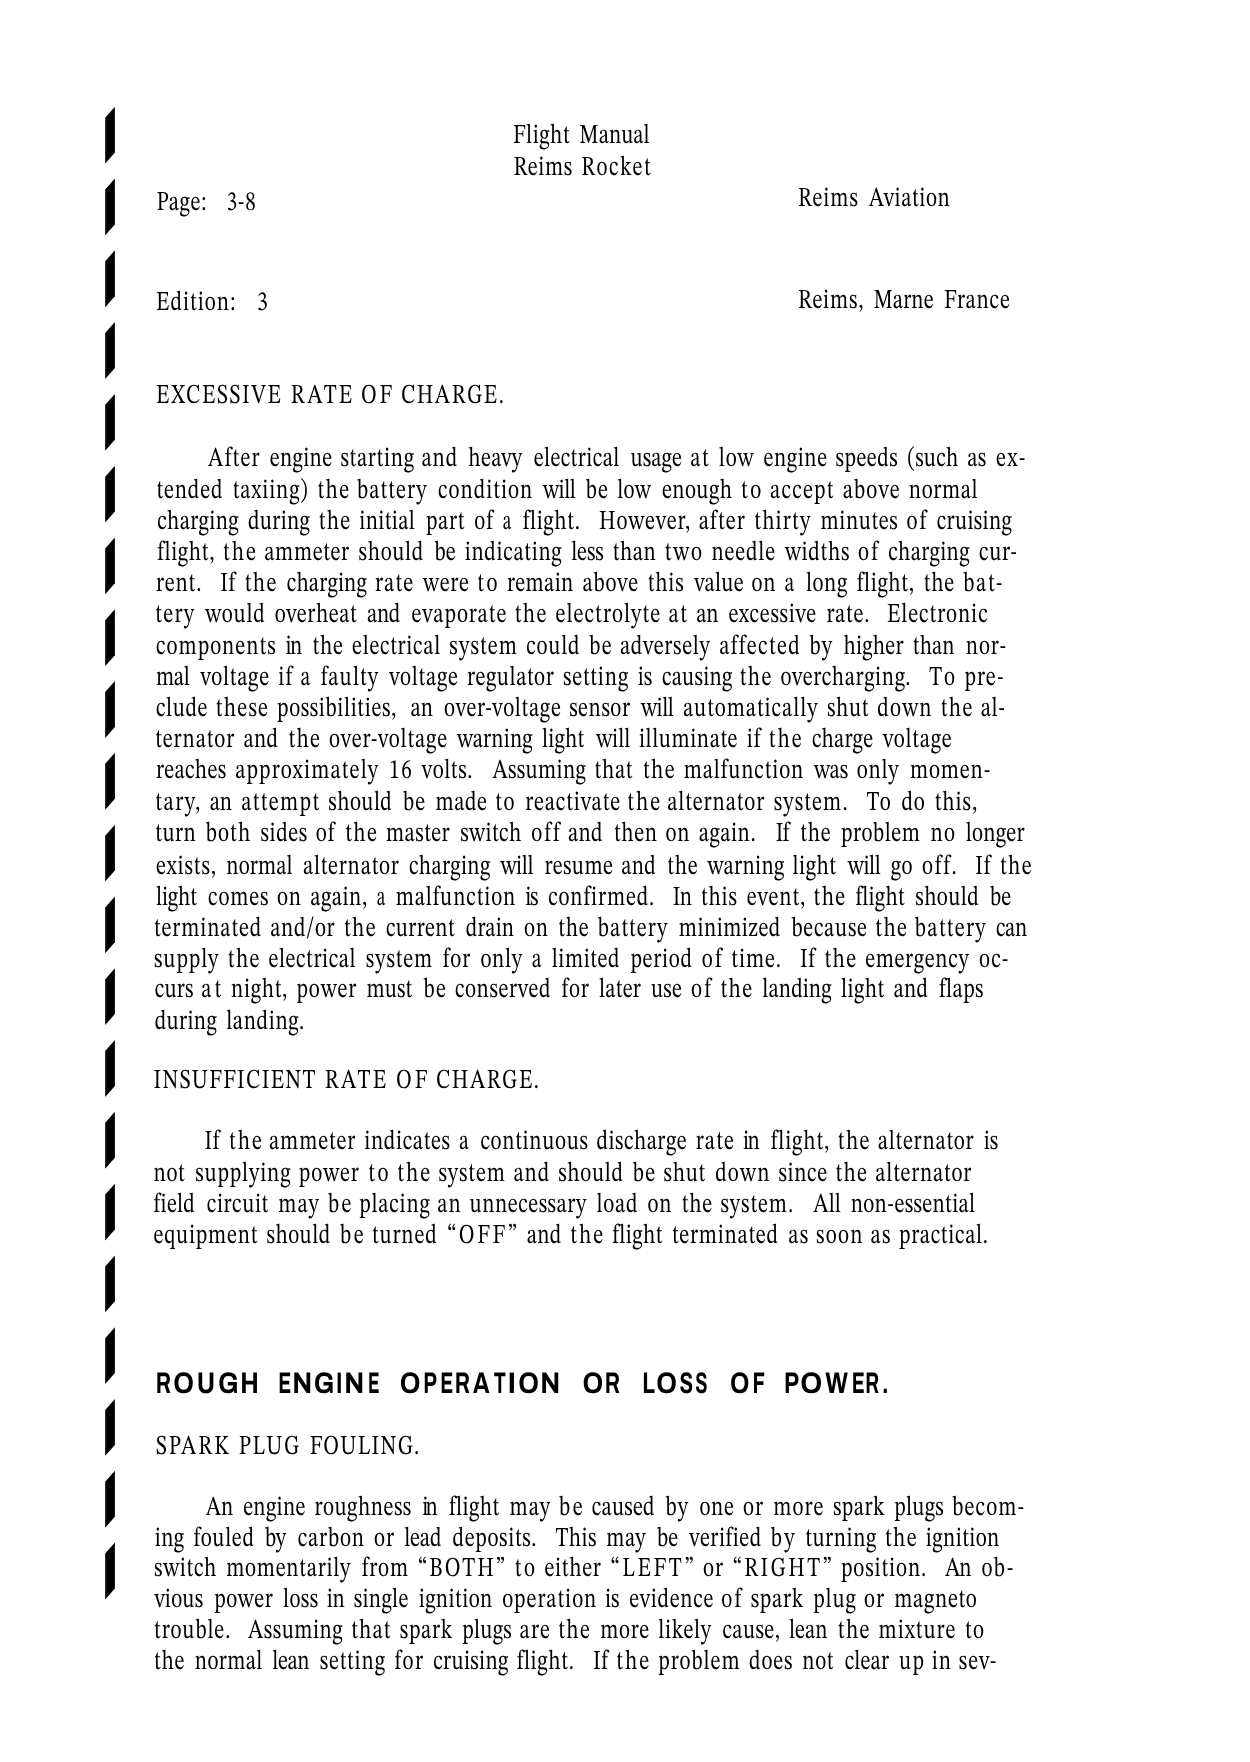 Flight Manual
Reims Rocket
Page: 3-8
Reims Aviation
Edition: 3
Reims, Marne France
EXCESSIVE RATE OF CHARGE.
After engine starting and heavy electrical usage at low engine speeds (such as ex-
tended taxiing) the battery condition will be low enough to accept above normal
charging during the initial part of a flight. However, after thirty minutes of cruising
flight, the ammeter should be indicating less than two needle widths of charging cur-
rent. If the charging rate were to remain above this value on a long flight, the bat-
tery would overheat and evaporate the electrolyte at an excessive rate. Electronic
components in the electrical system could be adversely affected by higher than nor-
mal voltage if a faulty voltage regulator setting is causing the overcharging. To pre-
clude these possibilities, an over-voltage sensor will automatically shut down the al-
ternator and the over-voltage warning light will illuminate if the charge voltage
reaches approximately 16 volts. Assuming that the malfunction was only momen-
tary, an attempt should be made to reactivate the alternator system. To do this,
turn both sides of the master switch off and then on again. If the problem no longer
exists, normal alternator charging will resume and the warning light will go off. If the
light comes on again, a malfunction is confirmed. In this event, the flight should be
terminated and/or the current drain on the battery minimized because the battery can
supply the electrical system for only a limited period of time. If the emergency oc-
curs at night, power must be conserved for later use of the landing light and flaps
during landing.
INSUFFICIENT RATE OF CHARGE.
If the ammeter indicates a continuous discharge rate in flight, the alternator is
not supplying power to the system and should be shut down since the alternator
field circuit may be placing an unnecessary load on the system. All non-essential
equipment should be turned “OFF” and the flight terminated as soon as practical.
ROUGH ENGINE OPERATION OR LOSS OF POWER.
SPARK PLUG FOULING.
An engine roughness in flight may be caused by one or more spark plugs becom-
ing fouled by carbon or lead deposits. This may be verified by turning the ignition
switch momentarily from “BOTH” to either “LEFT” or “RIGHT” position. An ob-
vious power loss in single ignition operation is evidence of spark plug or magneto
trouble. Assuming that spark plugs are the more likely cause, lean the mixture to
the normal lean setting for cruising flight. If the problem does not clear up in sev-